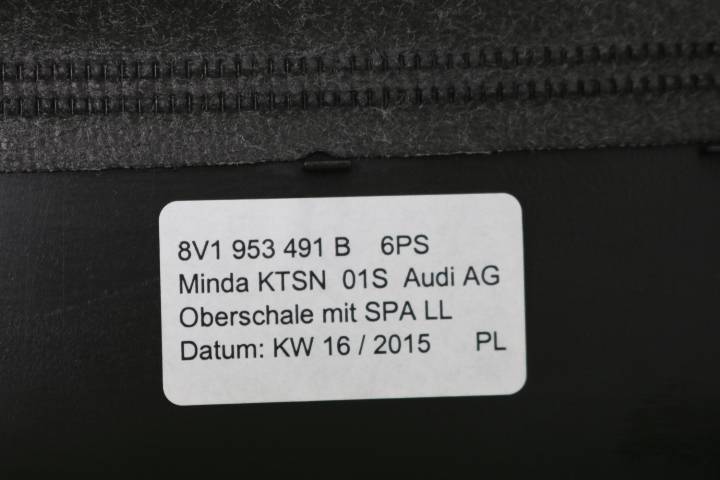 8V1 953 491 B 6PS
Minda KTSN 01S Audi AG
Oberschale mit SPA LL
Datum: KW 16 / 2015 PL